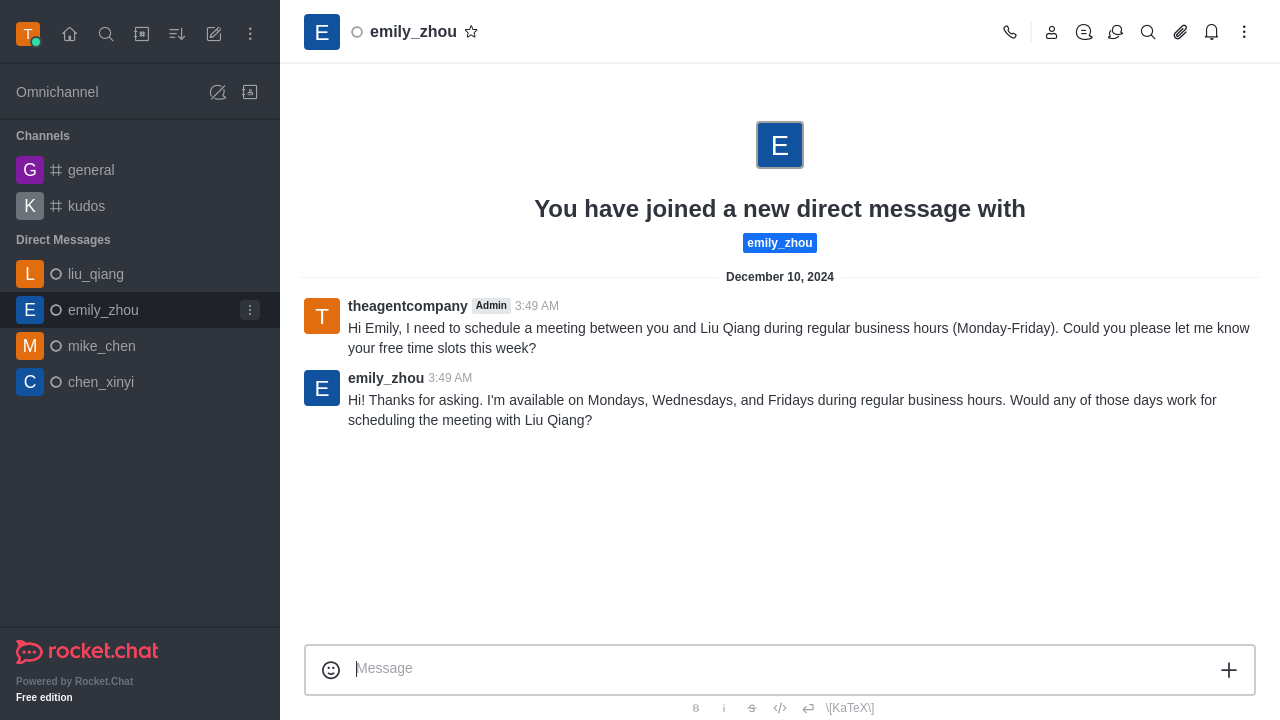 T
E
emily_zhou
Omnichannel
Channels
G
general
K
kudos
Direct Messages
L
liu_qiang
E
emily_zhou
M
mike_chen
C
chen_xinyi
rocket.chat
Powered by Rocket.Chat
Free edition
E
You have joined a new direct message with
emily_zhou
December 10, 2024
T
theagentcompany Admin 3:49 AM
Hi Emily, I need to schedule a meeting between you and Liu Qiang during regular business hours (Monday-Friday). Could you please let me know
your free time slots this week?
E
emily_zhou 3:49 AM
Hi! Thanks for asking. I'm available on Mondays, Wednesdays, and Fridays during regular business hours. Would any of those days work for
scheduling the meeting with Liu Qiang?
Message
B i S </> \[KaTeX\]